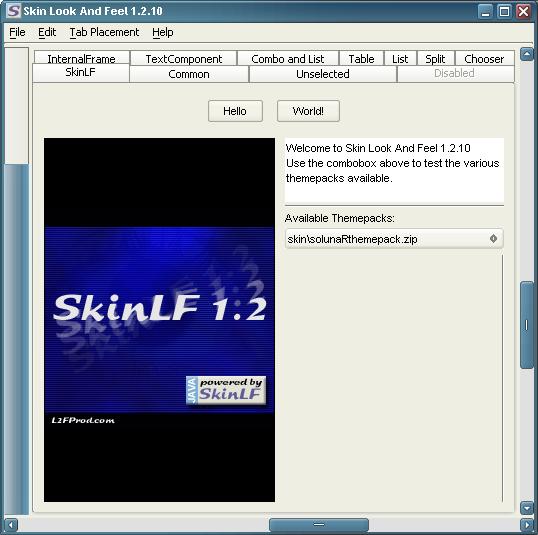 Skin Look And Feel 1.2.10
File Edit Tab Placement Help
InternalFrame TextComponent Combo and List Table List Split Chooser
SkinLF Common Unselected Disabled
Hello World!
Welcome to Skin Look And Feel 1.2.10
Use the combobox above to test the various
themepacks available.
Available Themepacks:
skin\solunaRthemepack.zip
SkinLF 1.2
JAVA
powered by
SkinLF
L2FProd.com